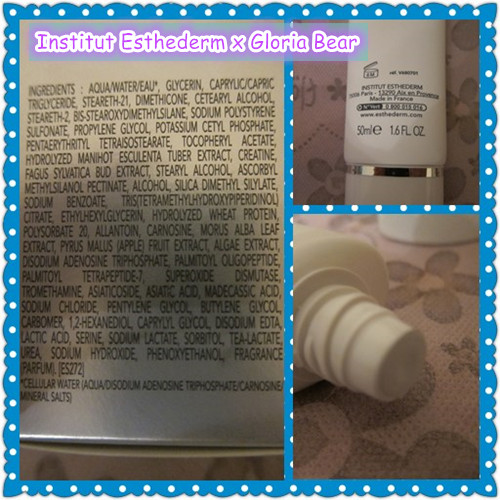 Institut Esthederm x Gloria Bear
INGREDIENTS : AQUA/WATER/EAU*, GLYCERIN, CAPRYLIC/CAPRIC
TRIGLYCERIDE, STEARETH-21, DIMETHICONE, CETEARYL ALCOHOL,
STEARETH-2, BIS-STEAROXYDIMETHYLSILANE, SODIUM POLYSTYRENE
SULFONATE, PROPYLENE GLYCOL, POTASSIUM CETYL PHOSPHATE,
PENTAERYTHRITYL TETRAISOSTEARATE, TOCOPHERYL ACETATE,
HYDROLYZED MANIHOT ESCULENTA TUBER EXTRACT, CREATINE,
FAGUS SYLVATICA BUD EXTRACT, STEARYL ALCOHOL, ASCORBYL
METHYLSILANOL PECTINATE, ALCOHOL, SILICA DIMETHYL SILYLATE,
SODIUM BENZOATE, TRIS(TETRAMETHYLHYDROXYPIPERIDINOL)
CITRATE, ETHYLHEXYLGLYCERIN, HYDROLYZED WHEAT PROTEIN,
POLYSORBATE 20, ALLANTOIN, CARNOSINE, MORUS ALBA LEAF
EXTRACT, PYRUS MALUS (APPLE) FRUIT EXTRACT, ALGAE EXTRACT,
DISODIUM ADENOSINE TRIPHOSPHATE, PALMITOYL OLIGOPEPTIDE,
PALMITOYL TETRAPEPTIDE-7, SUPEROXIDE DISMUTASE,
TROMETHAMINE, ASIATICOSIDE, ASIATIC ACID, MADECASSIC ACID,
SODIUM CHLORIDE, PENTYLENE GLYCOL, BUTYLENE GLYCOL,
CARBOMER, 1,2-HEXANEDIOL, CAPRYLYL GLYCOL, DISODIUM EDTA,
LACTIC ACID, SERINE, SODIUM LACTATE, SORBITOL, TEA-LACTATE,
UREA, SODIUM HYDROXIDE, PHENOXYETHANOL, FRAGRANCE
(PARFUM). [ES272]
*CELLULAR WATER (AQUA/DISODIUM ADENOSINE TRIPHOSPHATE/CARNOSINE/
MINERAL SALTS)
INSTITUT ESTHEDERM
Paris - 13290 Aix en Provence
Made in France
www.esthederm.com
50ml e 1.6 FL.OZ.